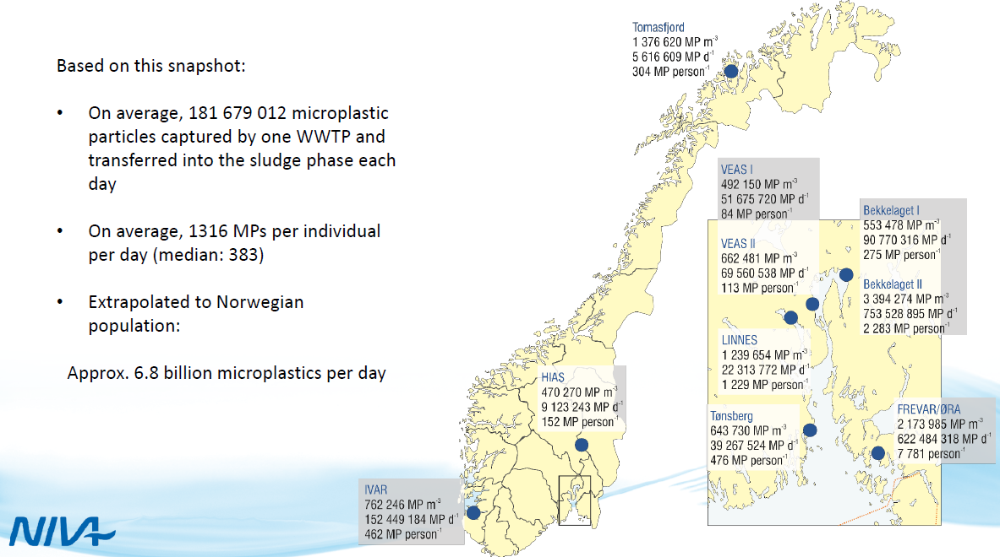 Based on this snapshot:
• On average, 181 679 012 microplastic
particles captured by one WWTP and
transferred into the sludge phase each
day
• On average, 1316 MPs per individual
per day (median: 383)
• Extrapolated to Norwegian
population:
Approx. 6.8 billion microplastics per day
Tomasfjord
1 376 620 MP m⁻³
5 616 609 MP d⁻¹
304 MP person⁻¹
VEAS I
492 150 MP m⁻³
51 675 720 MP d⁻¹
84 MP person⁻¹
VEAS II
662 481 MP m⁻³
69 560 538 MP d⁻¹
113 MP person⁻¹
Bekkelaget I
553 478 MP m⁻³
90 770 316 MP d⁻¹
275 MP person⁻¹
Bekkelaget II
3 394 274 MP m⁻³
753 528 895 MP d⁻¹
2 283 MP person⁻¹
LINNES
1 239 654 MP m⁻³
22 313 772 MP d⁻¹
1 229 MP person⁻¹
HIAS
470 270 MP m⁻³
9 123 243 MP d⁻¹
152 MP person⁻¹
Tønsberg
643 730 MP m⁻³
39 267 524 MP d⁻¹
476 MP person⁻¹
FREVAR/ØRA
2 173 985 MP m⁻³
622 484 318 MP d⁻¹
7 781 person⁻¹
IVAR
762 246 MP m⁻³
152 449 184 MP d⁻¹
462 MP person⁻¹
NIVA